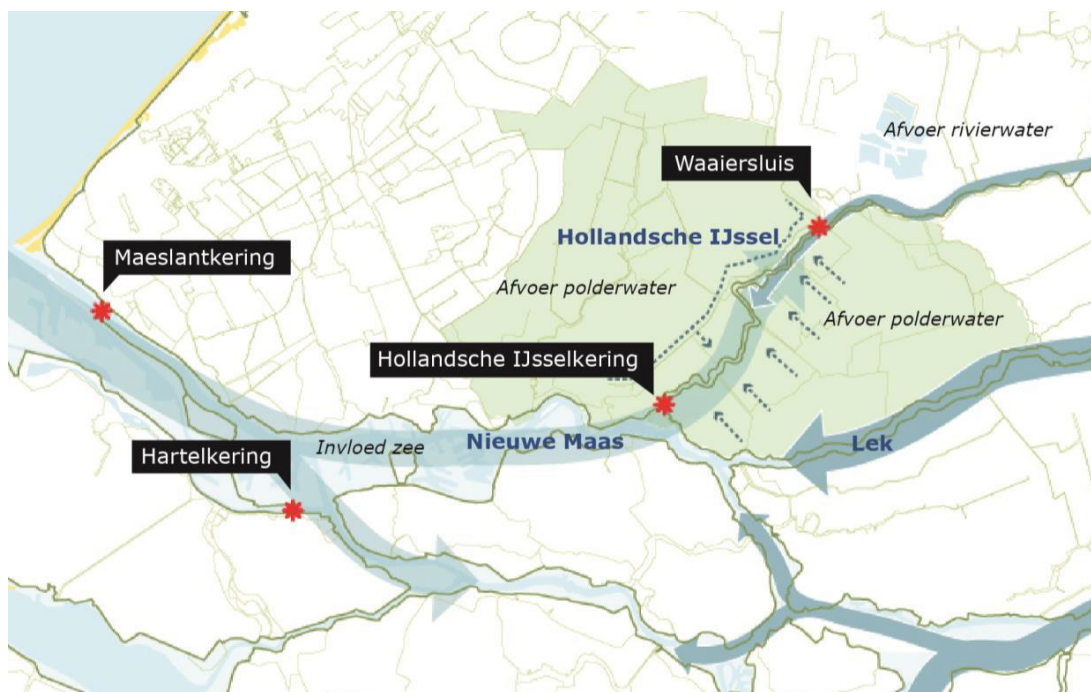 Afvoer rivierwater
Waaiersluis
Hollandsche IJssel
Maeslantkering
Afvoer polderwater
Afvoer polderwater
Hollandsche IJsselkering
Nieuwe Maas
Lek
Invloed zee
Hartelkering